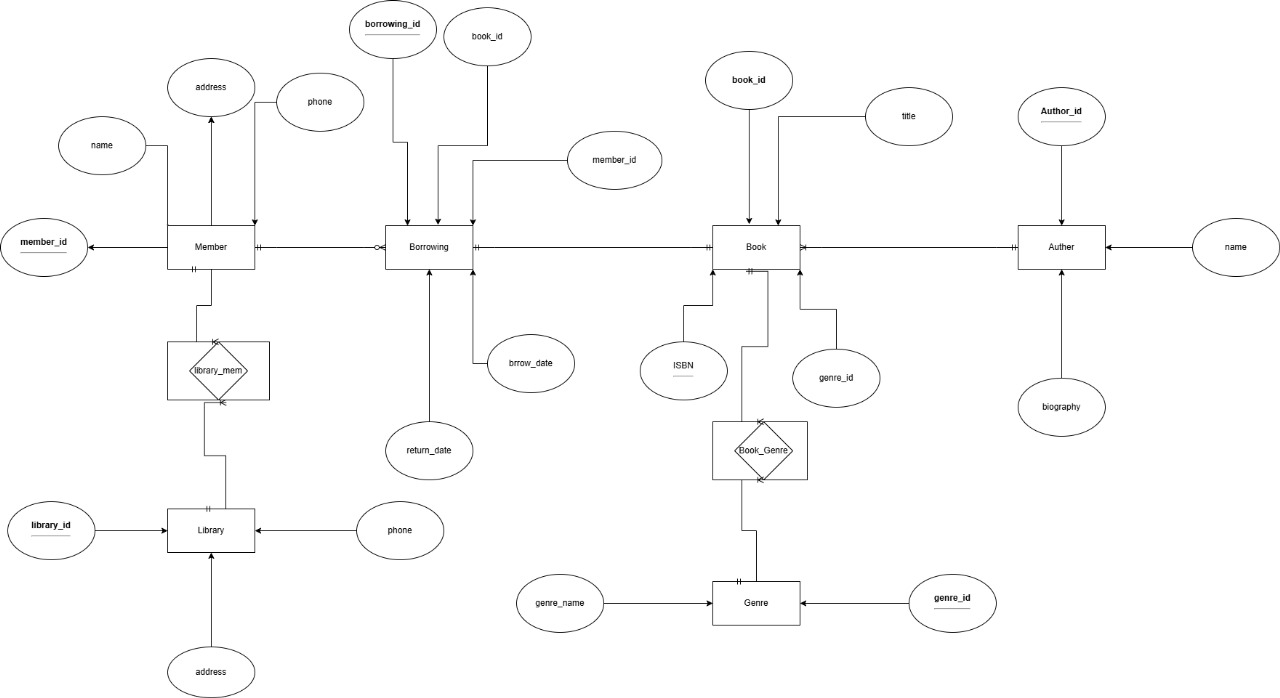 borrowing_id
book_id
address
phone
book_id
Author_id
title
name
member_id
member_id
Member
Borrowing
Book
Auther
name
library_mem
brrow_date
ISBN
genre_id
biography
return_date
Book_Genre
library_id
Library
phone
genre_name
Genre
genre_id
address